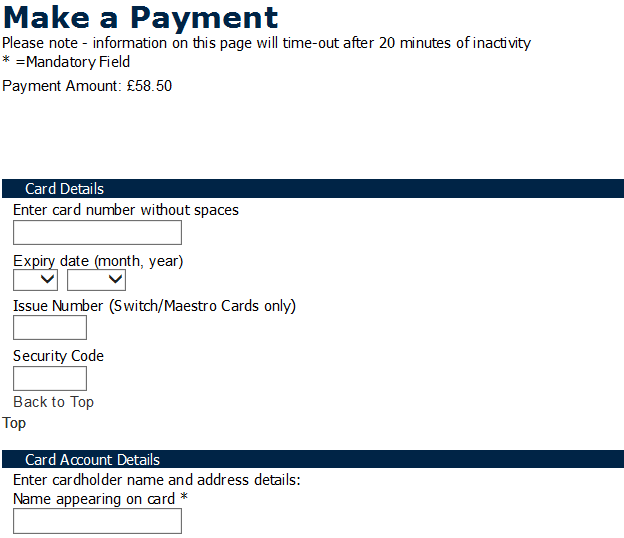 Make a Payment
Please note - information on this page will time-out after 20 minutes of inactivity
* =Mandatory Field
Payment Amount: £58.50
Card Details
Enter card number without spaces
Expiry date (month, year)
Issue Number (Switch/Maestro Cards only)
Security Code
Back to Top
Top
Card Account Details
Enter cardholder name and address details:
Name appearing on card *